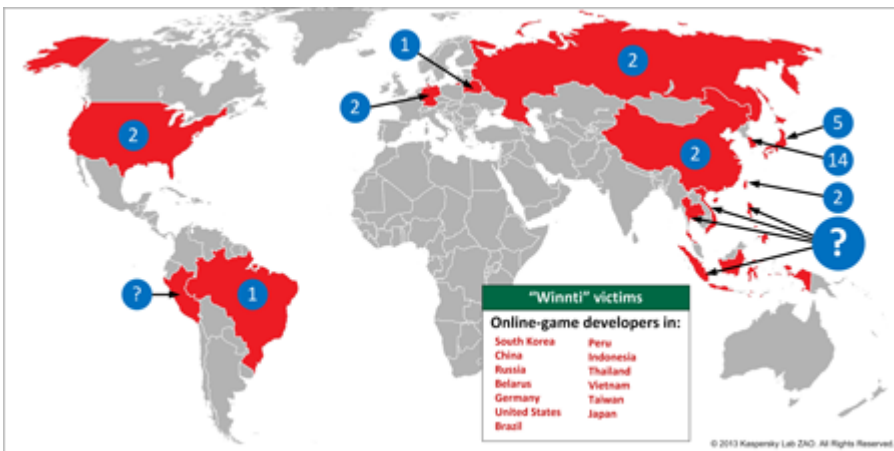 1
2
2
2
2
5
14
2
?
?
1
"Winnti" victims
Online-game developers in:
South Korea
China
Russia
Belarus
Germany
United States
Brazil
Peru
Indonesia
Thailand
Vietnam
Taiwan
Japan
© 2013 Kaspersky Lab ZAO. All Rights Reserved.